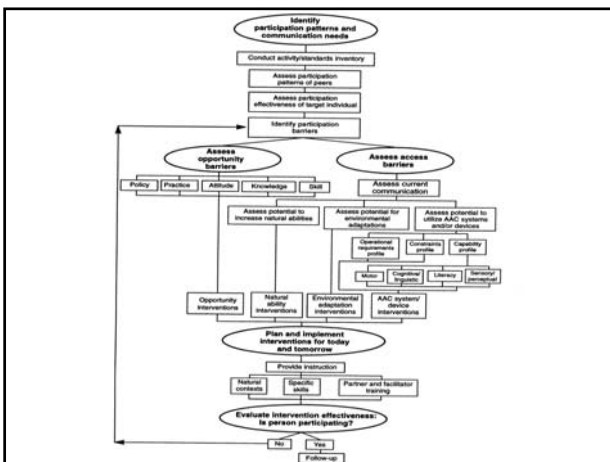 Identify
participation patterns and
communication needs
Conduct activity/standards inventory
Assess participation
patterns of peers
Assess participation
effectiveness of target individual
Identify participation
barriers
Assess
opportunity
barriers
Assess access
barriers
Policy
Practice
Attitude
Knowledge
Skill
Assess current
communication
Assess potential to
increase natural abilities
Assess potential for
environmental
adaptations
Assess potential to
utilize AAC systems
and/or devices
Operational
requirements
profile
Constraints
profile
Capability
profile
Motor
Cognitive/
linguistic
Literacy
Sensory/
perceptual
Opportunity
interventions
Natural
ability
interventions
Environmental
adaptation
interventions
AAC system/
device
interventions
Plan and implement
interventions for today
and tomorrow
Provide instruction
Natural
contexts
Specific
skills
Partner and facilitator
training
Evaluate intervention effectiveness:
Is person participating?
No
Yes
Follow-up